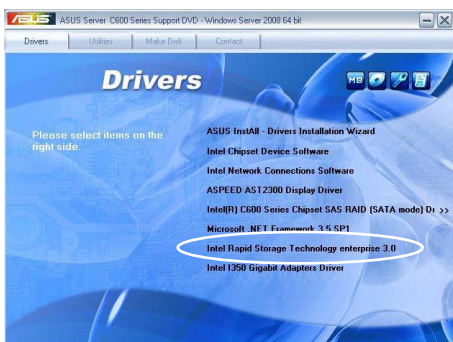 ASUS ASUS Server C600 Series Support DVD - Windows Server 2008 64 bit
Drivers Utilities Make Disk Contact
Drivers
MB
Please select items on the
right side.
ASUS InstAll - Drivers Installation Wizard
Intel Chipset Device Software
Intel Network Connections Software
ASPEED AST2300 Display Driver
Intel(R) C600 Series Chipset SAS RAID (SATA mode) Dr >>
Microsoft .NET Framework 3.5 SP1
Intel Rapid Storage Technology enterprise 3.0
Intel I350 Gigabit Adapters Driver